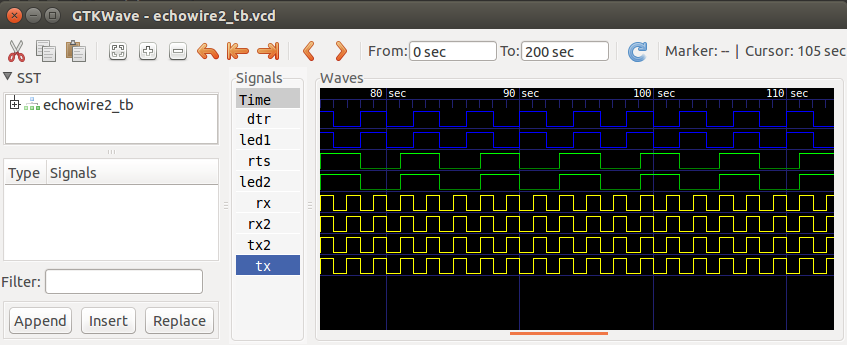 GTKWave - echowire2_tb.vcd
From: 0 sec To: 200 sec Marker: -- | Cursor: 105 sec
SST
echowire2_tb
Type Signals
Filter:
Append Insert Replace
Signals
Time
dtr
led1
rts
led2
rx
rx2
tx2
tx
Waves
80 sec 90 sec 100 sec 110 sec